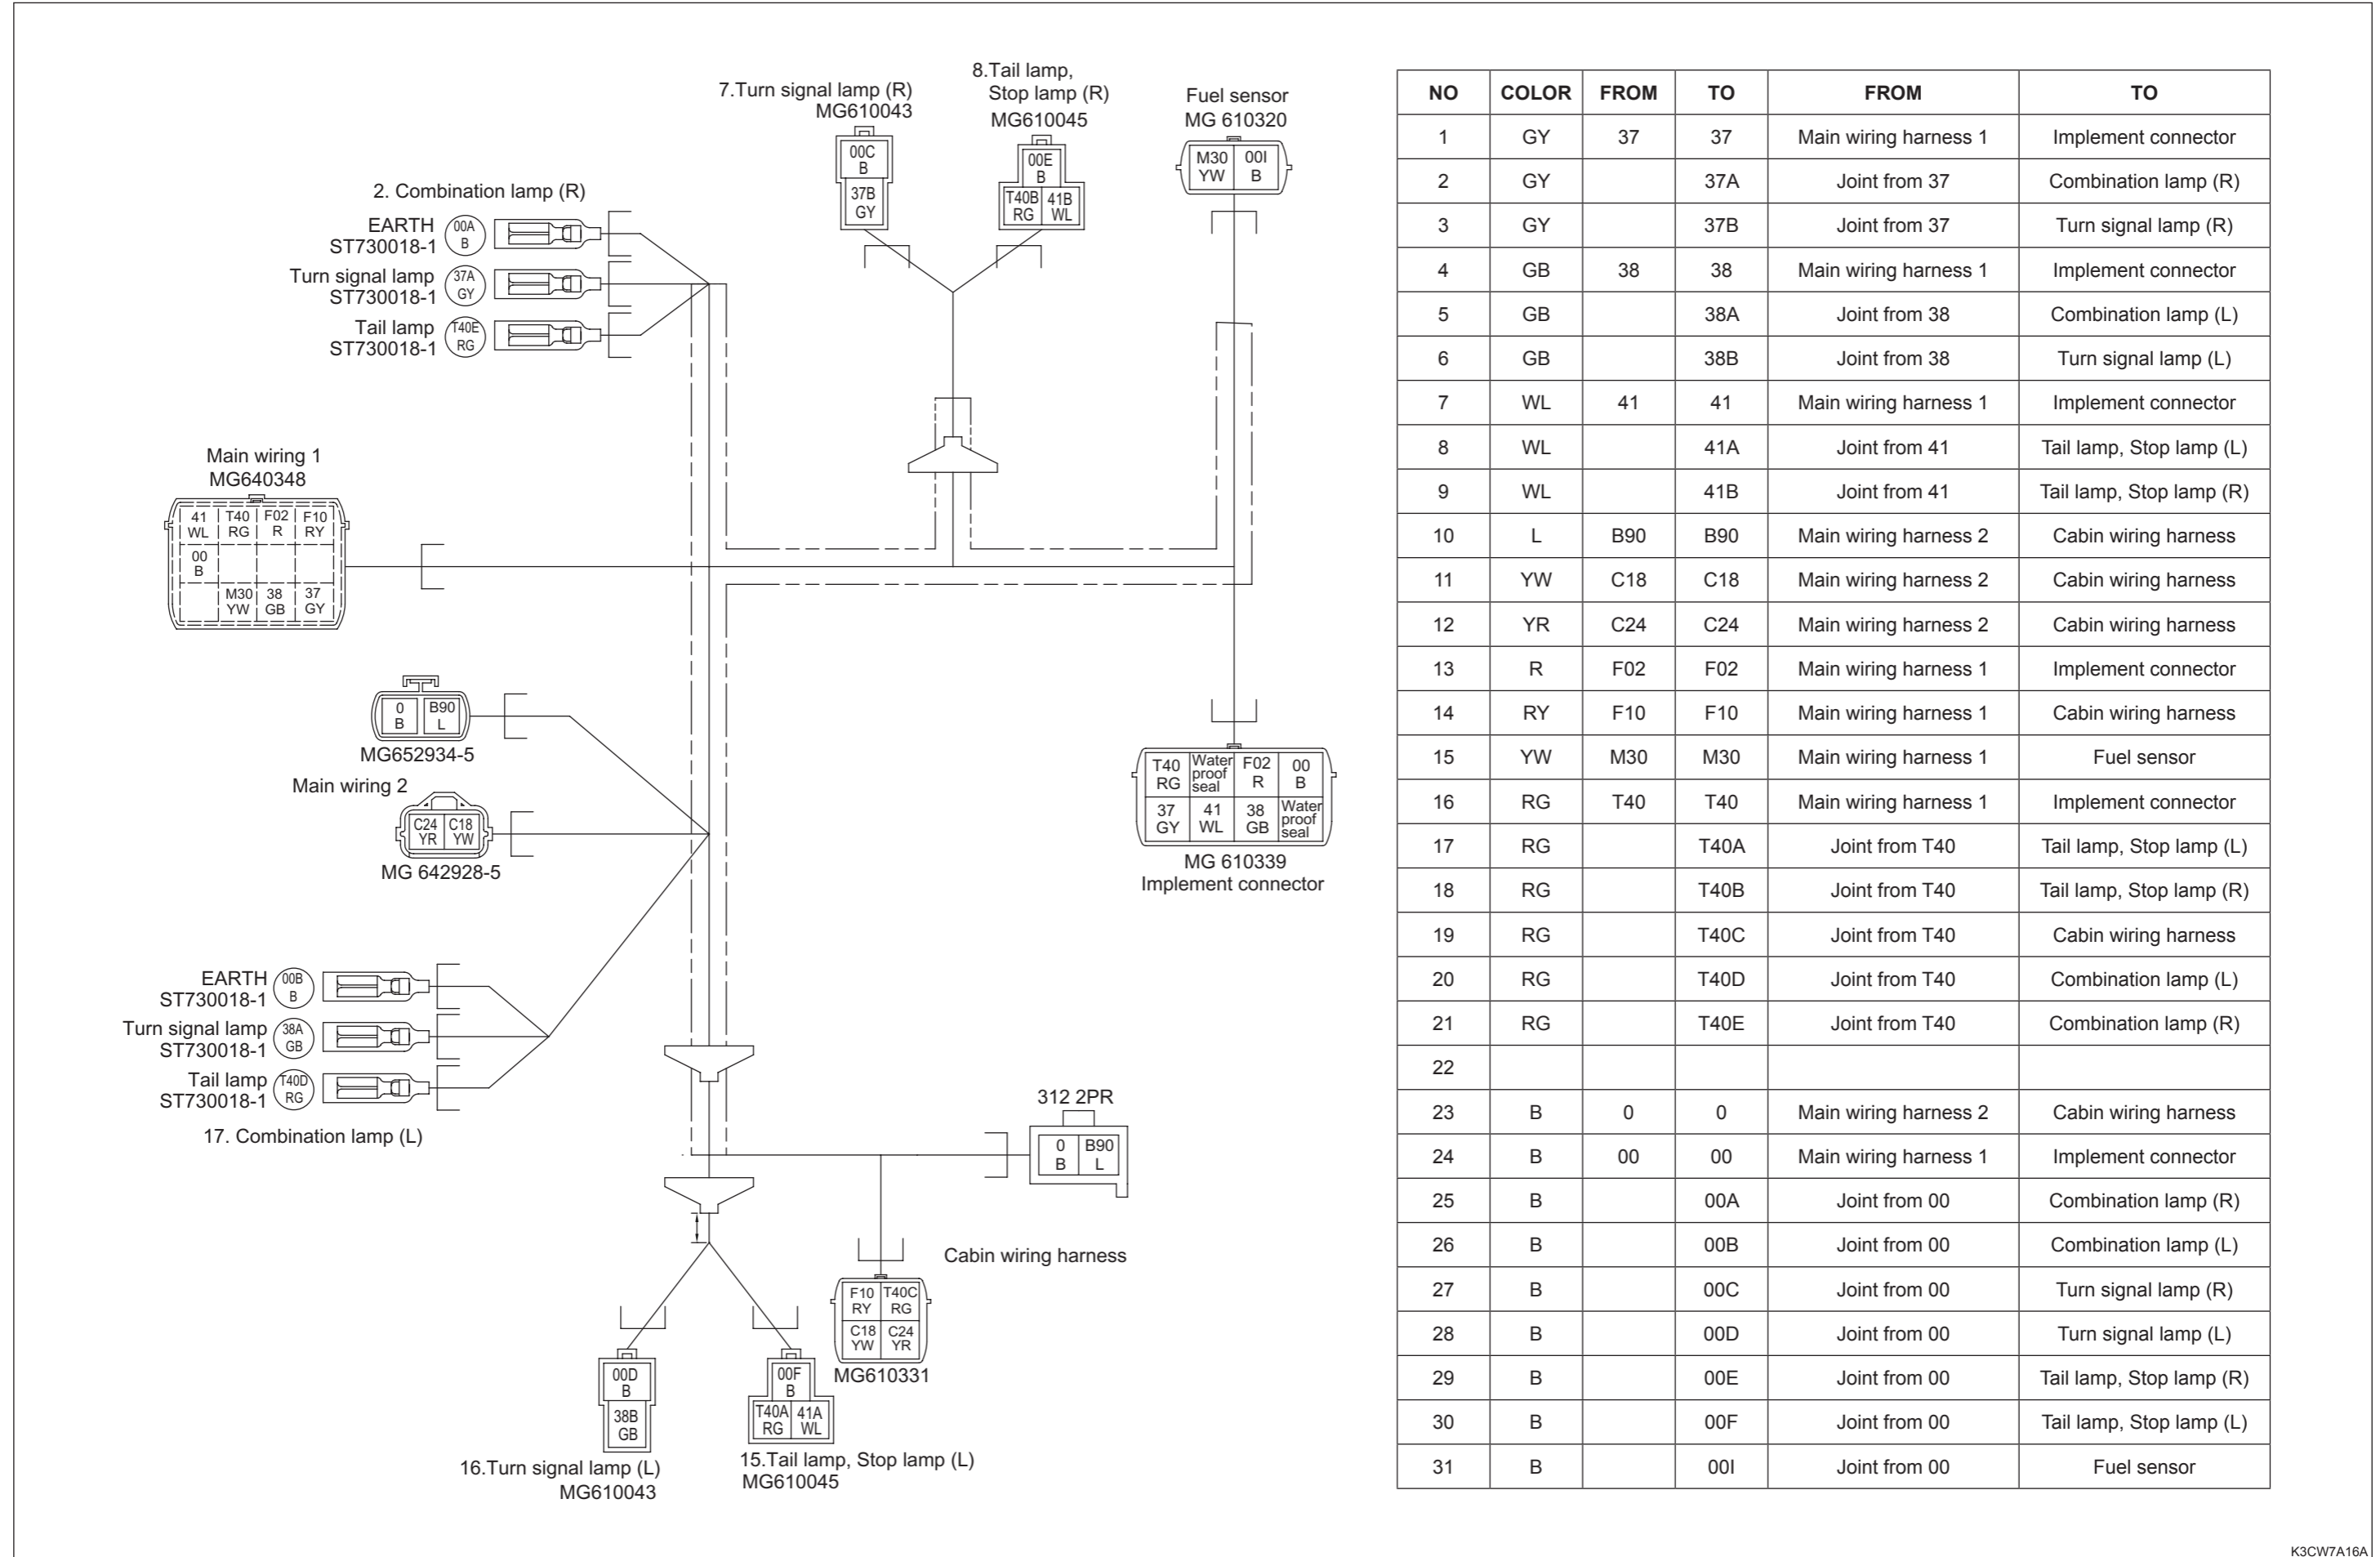 7.Turn signal lamp (R)
MG610043
00C
B
37B
GY
8.Tail lamp,
Stop lamp (R)
MG610045
00E
B
T40B 41B
RG WL
Fuel sensor
MG 610320
M30 00I
YW B
2. Combination lamp (R)
EARTH
ST730018-1
00A
B
Turn signal lamp
ST730018-1
37A
GY
Tail lamp
ST730018-1
T40E
RG
Main wiring 1
MG640348
41 T40 F02 F10
WL RG R RY
00
B
M30 38 37
YW GB GY
0 B90
B L
MG652934-5
Main wiring 2
C24 C18
YR YW
MG 642928-5
T40 Water proof seal F02 00
RG R B
37 41 38 Water proof seal
GY WL GB
MG 610339
Implement connector
EARTH
ST730018-1
00B
B
Turn signal lamp
ST730018-1
38A
GB
Tail lamp
ST730018-1
T40D
RG
17. Combination lamp (L)
312 2PR
0 B90
B L
Cabin wiring harness
F10 T40C
RY RG
C18 C24
YW YR
MG610331
00D
B
38B
GB
16.Turn signal lamp (L)
MG610043
00F
B
T40A 41A
RG WL
15.Tail lamp, Stop lamp (L)
MG610045
NO COLOR FROM TO FROM TO
1 GY 37 37 Main wiring harness 1 Implement connector
2 GY 37A Joint from 37 Combination lamp (R)
3 GY 37B Joint from 37 Turn signal lamp (R)
4 GB 38 38 Main wiring harness 1 Implement connector
5 GB 38A Joint from 38 Combination lamp (L)
6 GB 38B Joint from 38 Turn signal lamp (L)
7 WL 41 41 Main wiring harness 1 Implement connector
8 WL 41A Joint from 41 Tail lamp, Stop lamp (L)
9 WL 41B Joint from 41 Tail lamp, Stop lamp (R)
10 L B90 B90 Main wiring harness 2 Cabin wiring harness
11 YW C18 C18 Main wiring harness 2 Cabin wiring harness
12 YR C24 C24 Main wiring harness 2 Cabin wiring harness
13 R F02 F02 Main wiring harness 1 Implement connector
14 RY F10 F10 Main wiring harness 1 Cabin wiring harness
15 YW M30 M30 Main wiring harness 1 Fuel sensor
16 RG T40 T40 Main wiring harness 1 Implement connector
17 RG T40A Joint from T40 Tail lamp, Stop lamp (L)
18 RG T40B Joint from T40 Tail lamp, Stop lamp (R)
19 RG T40C Joint from T40 Cabin wiring harness
20 RG T40D Joint from T40 Combination lamp (L)
21 RG T40E Joint from T40 Combination lamp (R)
22
23 B 0 0 Main wiring harness 2 Cabin wiring harness
24 B 00 00 Main wiring harness 1 Implement connector
25 B 00A Joint from 00 Combination lamp (R)
26 B 00B Joint from 00 Combination lamp (L)
27 B 00C Joint from 00 Turn signal lamp (R)
28 B 00D Joint from 00 Turn signal lamp (L)
29 B 00E Joint from 00 Tail lamp, Stop lamp (R)
30 B 00F Joint from 00 Tail lamp, Stop lamp (L)
31 B 00I Joint from 00 Fuel sensor
K3CW7A16A